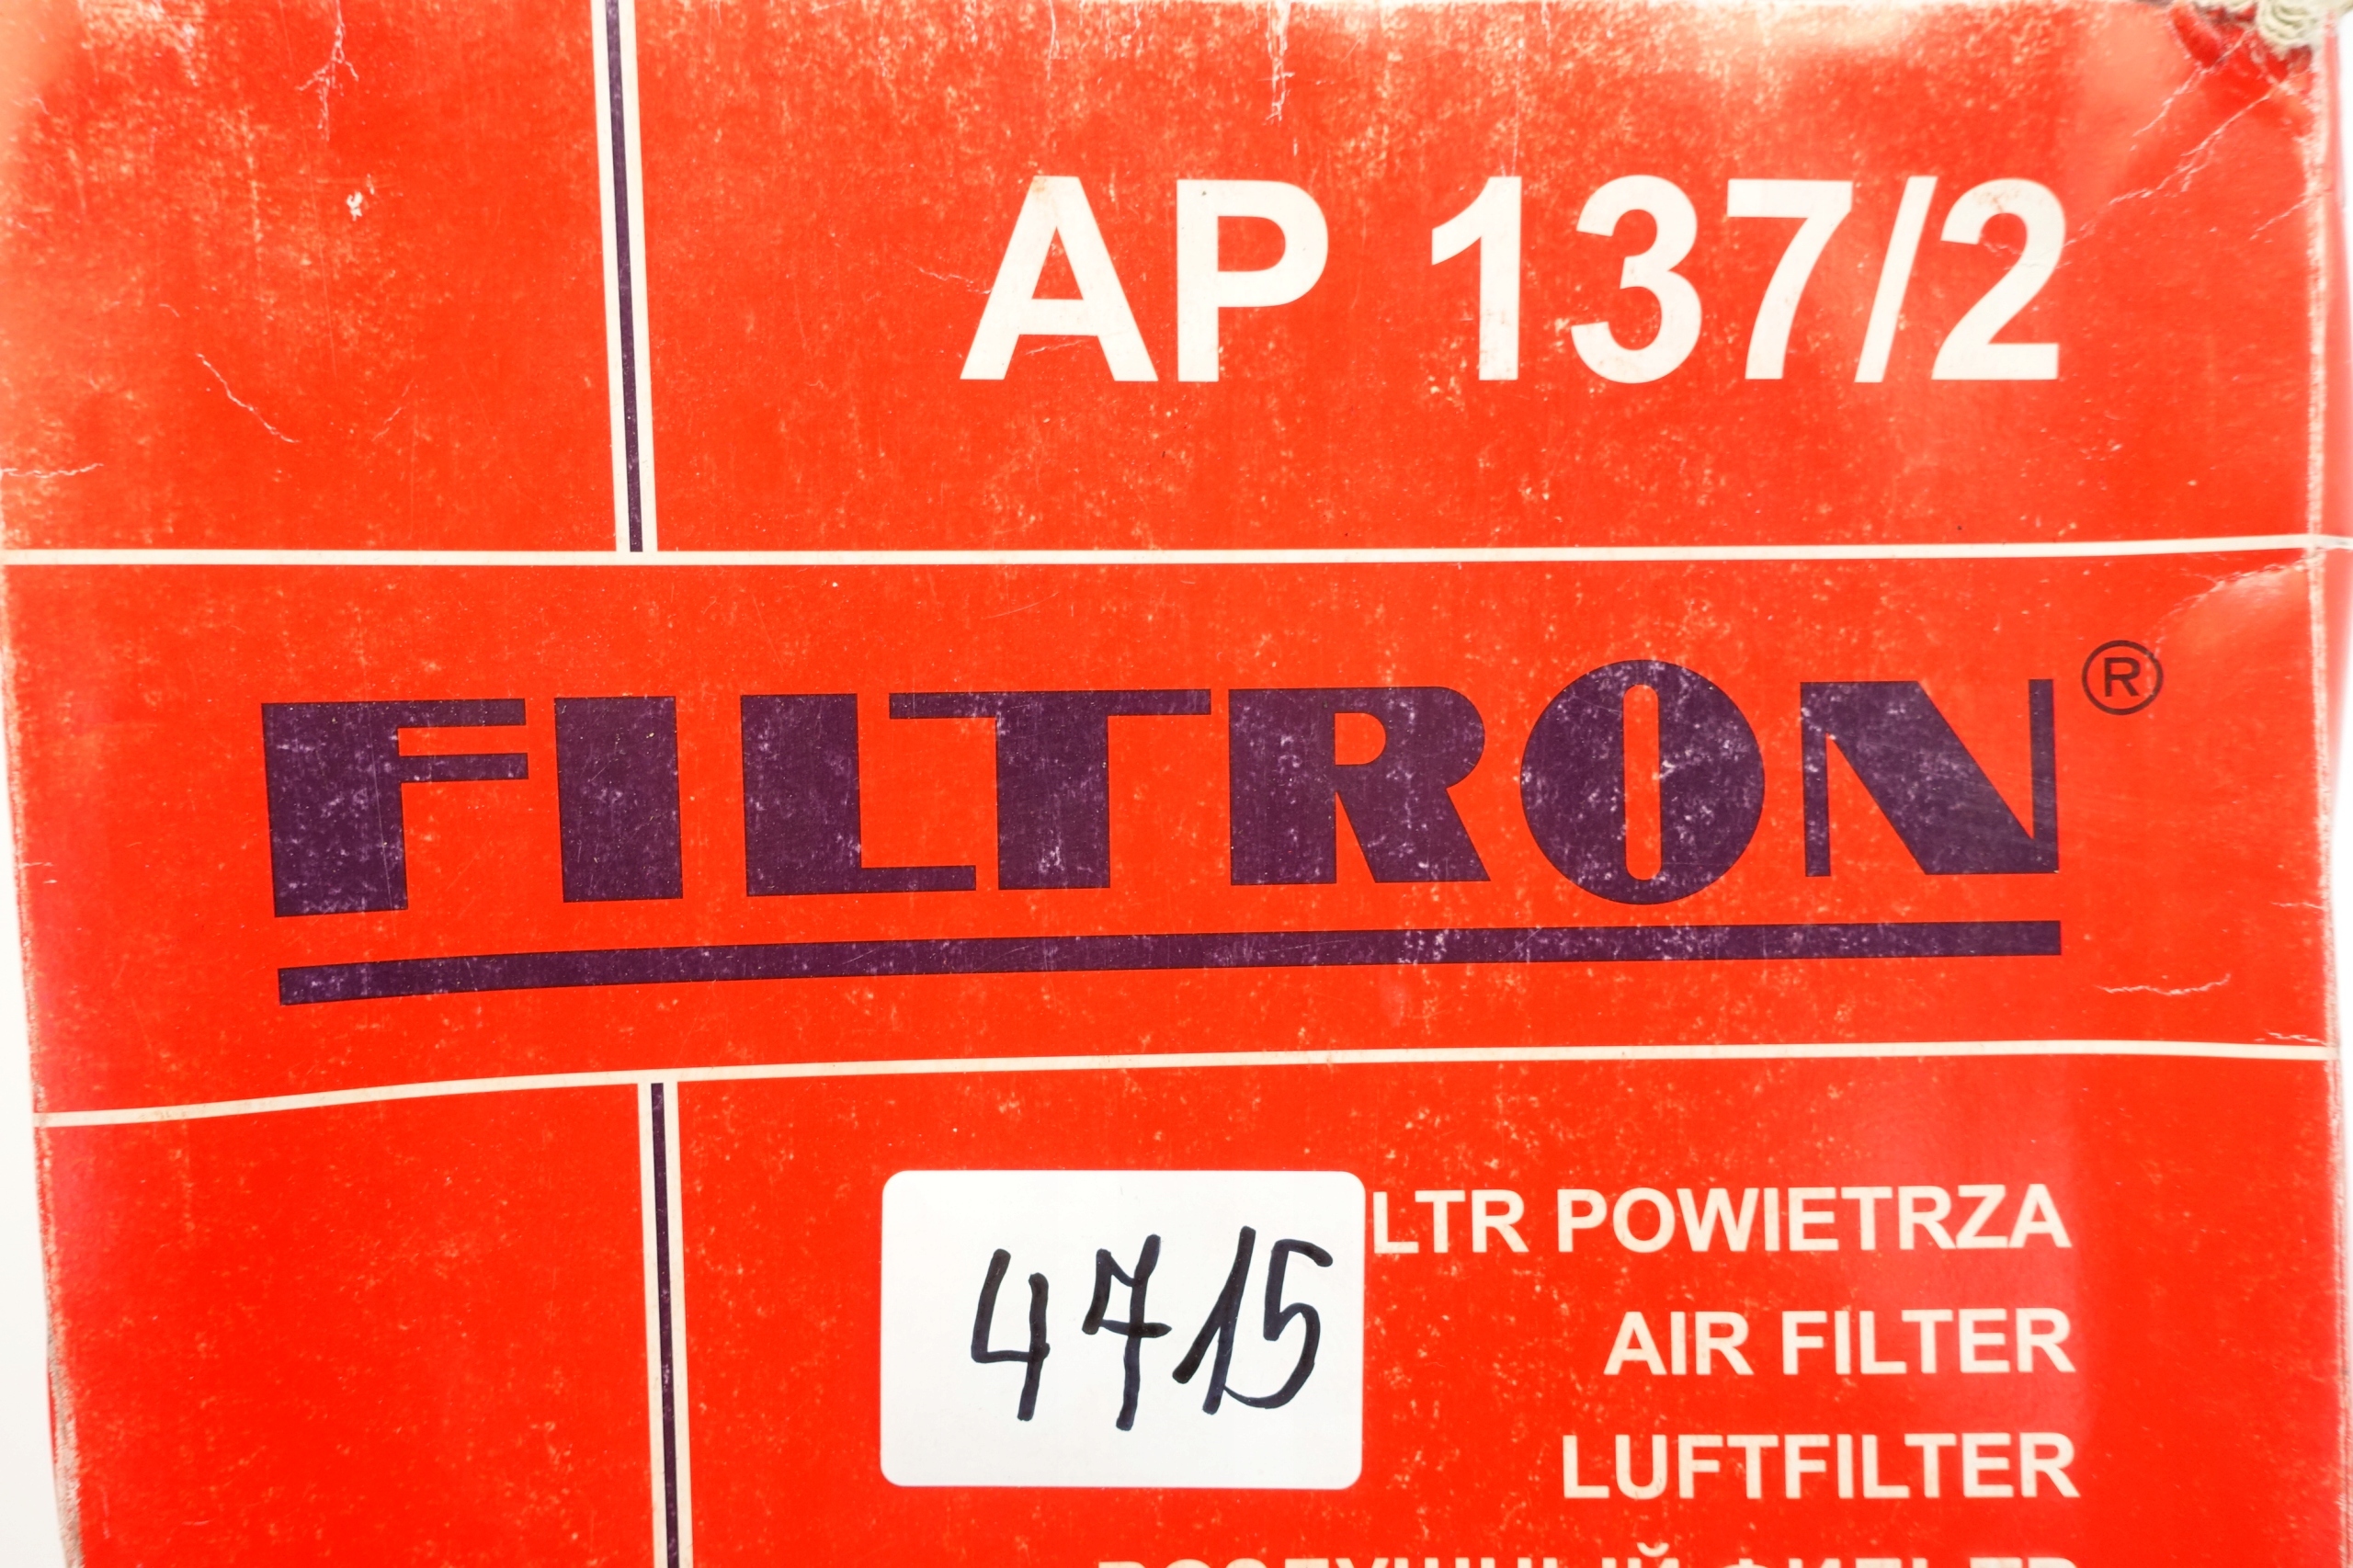 AP 137/2
FILTRON®
LTR POWIETRZA
4715
AIR FILTER
LUFTFILTER